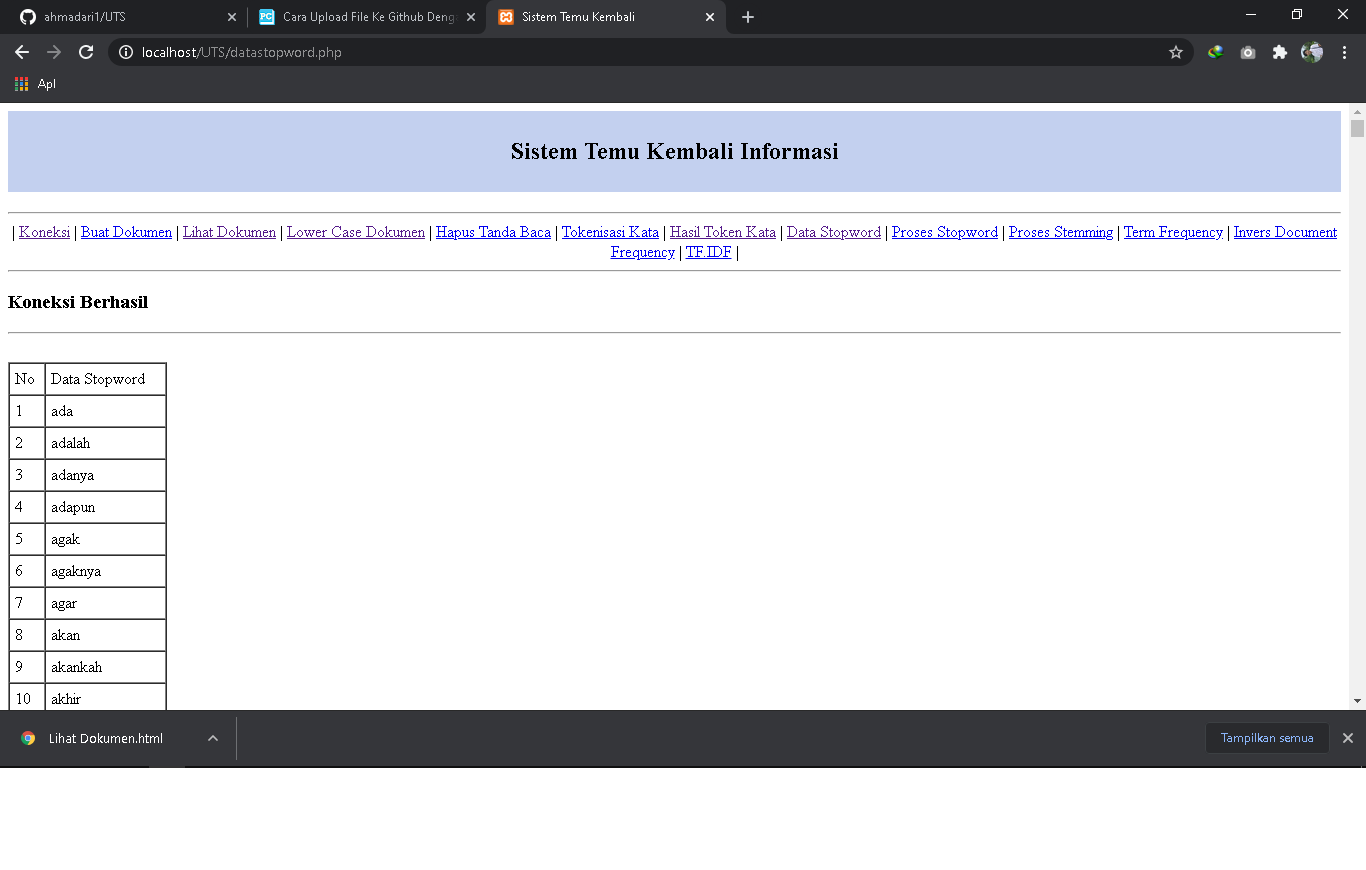 ahmadari1/UTS
Cara Upload File Ke Github Deng
Sistem Temu Kembali
localhost/UTS/datastopword.php
Apl
Sistem Temu Kembali Informasi
| Koneksi | Buat Dokumen | Lihat Dokumen | Lower Case Dokumen | Hapus Tanda Baca | Tokenisasi Kata | Hasil Token Kata | Data Stopword | Proses Stopword | Proses Stemming | Term Frequency | Invers Document
Frequency | TF.IDF |
Koneksi Berhasil
No Data Stopword
1 ada
2 adalah
3 adanya
4 adapun
5 agak
6 agaknya
7 agar
8 akan
9 akankah
10 akhir
Lihat Dokumen.html
Tampilkan semua